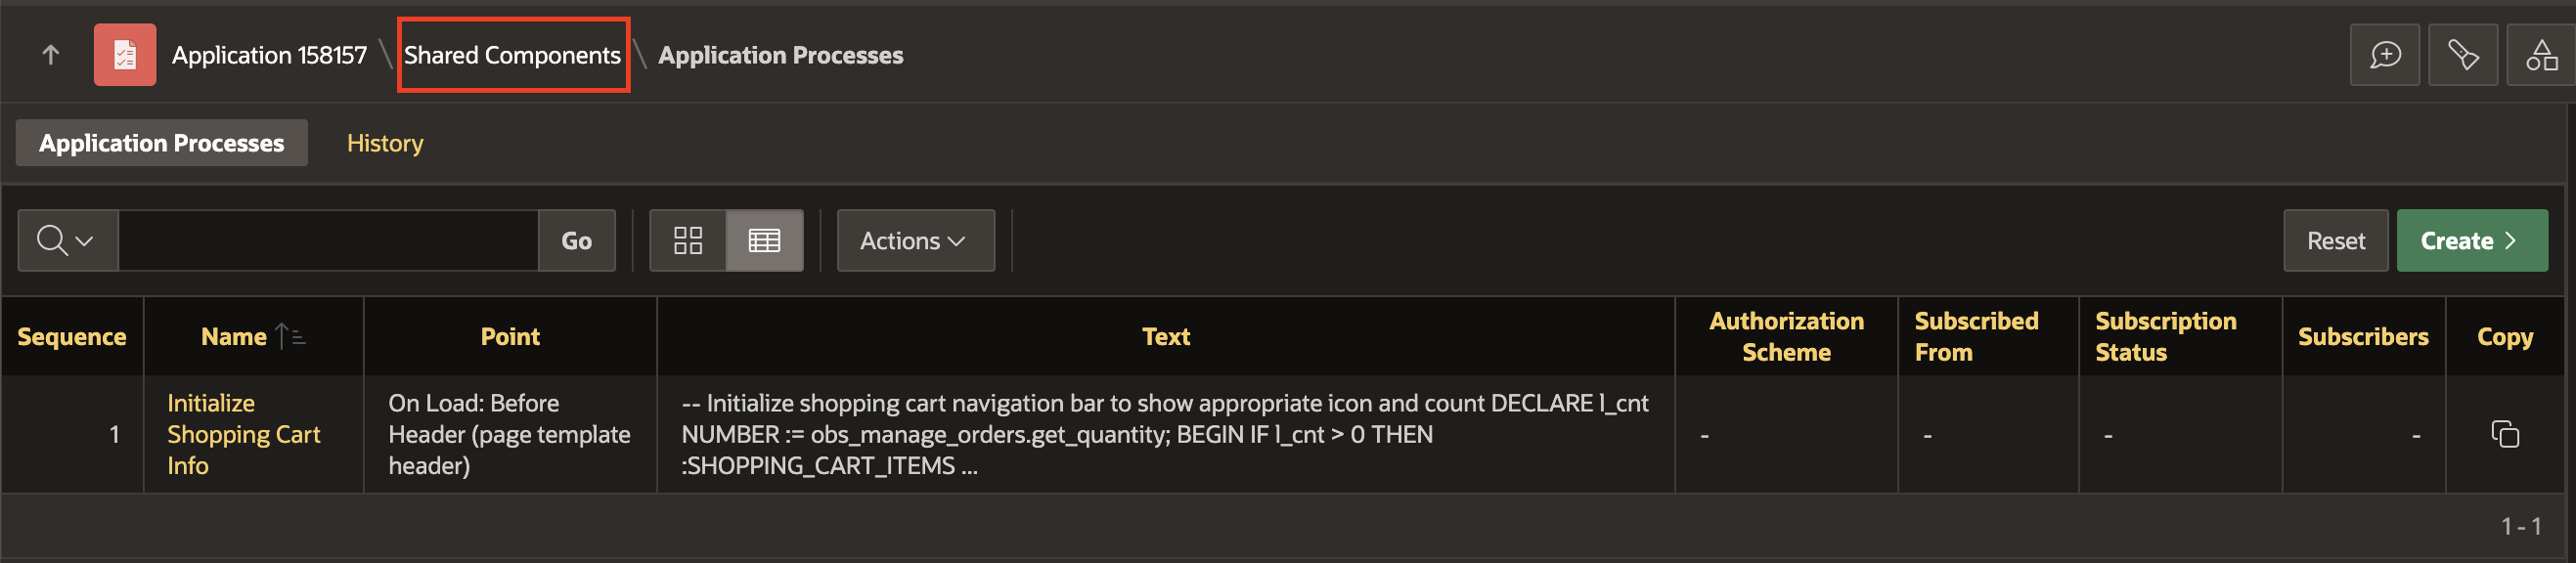 Application 158157 \ Shared Components \ Application Processes
Application Processes
History
Go
Actions
Reset
Create
Sequence
Name
Point
Text
Authorization
Scheme
Subscribed
From
Subscription
Status
Subscribers
Copy
1
Initialize
Shopping Cart
Info
On Load: Before
Header (page template
header)
-- Initialize shopping cart navigation bar to show appropriate icon and count DECLARE l_cnt
NUMBER := obs_manage_orders.get_quantity; BEGIN IF l_cnt > 0 THEN
:SHOPPING_CART_ITEMS ...
-
-
-
-
1 - 1